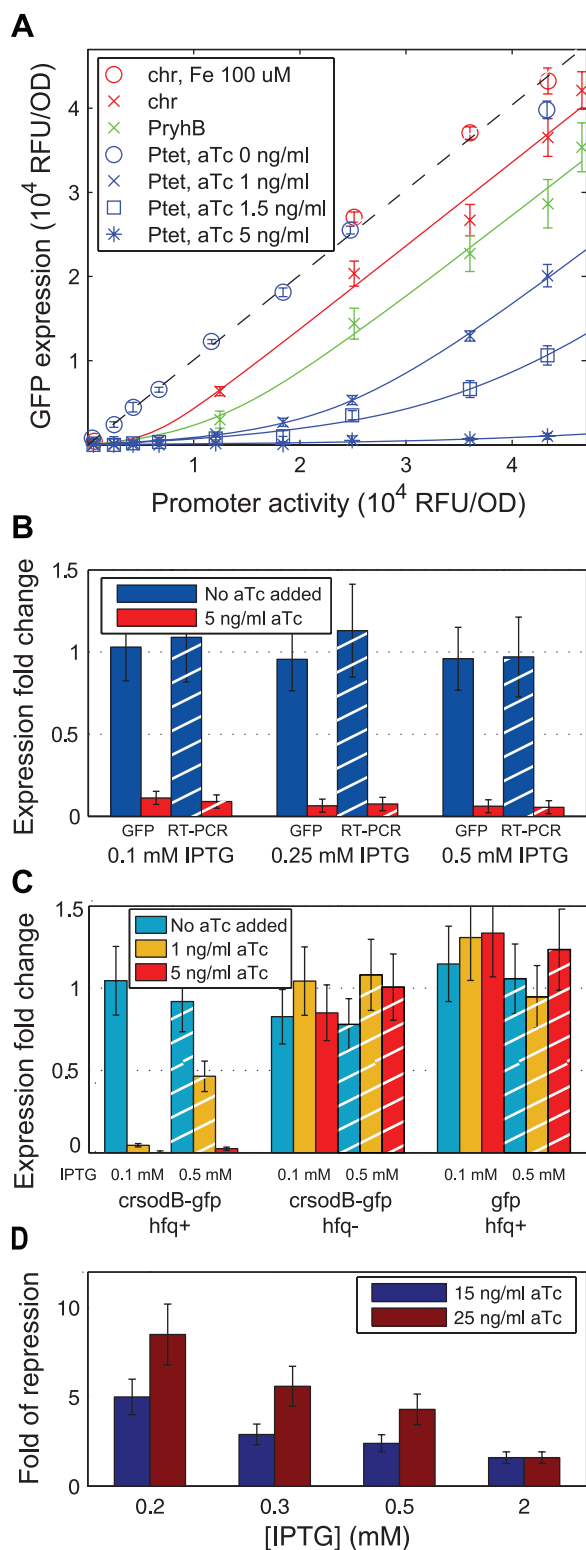 A
GFP expression (10^4 RFU/OD)
4
3
2
1
chr, Fe 100 uM
chr
PryhB
Ptet, aTc 0 ng/ml
Ptet, aTc 1 ng/ml
Ptet, aTc 1.5 ng/ml
Ptet, aTc 5 ng/ml
1 2 3 4
Promoter activity (10^4 RFU/OD)
B
Expression fold change
1.5
1
0.5
0
No aTc added
5 ng/ml aTc
GFP RT-PCR GFP RT-PCR GFP RT-PCR
0.1 mM IPTG 0.25 mM IPTG 0.5 mM IPTG
C
Expression fold change
1.5
1
0.5
0
No aTc added
1 ng/ml aTc
5 ng/ml aTc
IPTG 0.1 mM 0.5 mM 0.1 mM 0.5 mM 0.1 mM 0.5 mM
crsodB-gfp crsodB-gfp gfp
hfq+ hfq- hfq+
D
Fold of repression
10
5
0
15 ng/ml aTc
25 ng/ml aTc
0.2 0.3 0.5 2
[IPTG] (mM)